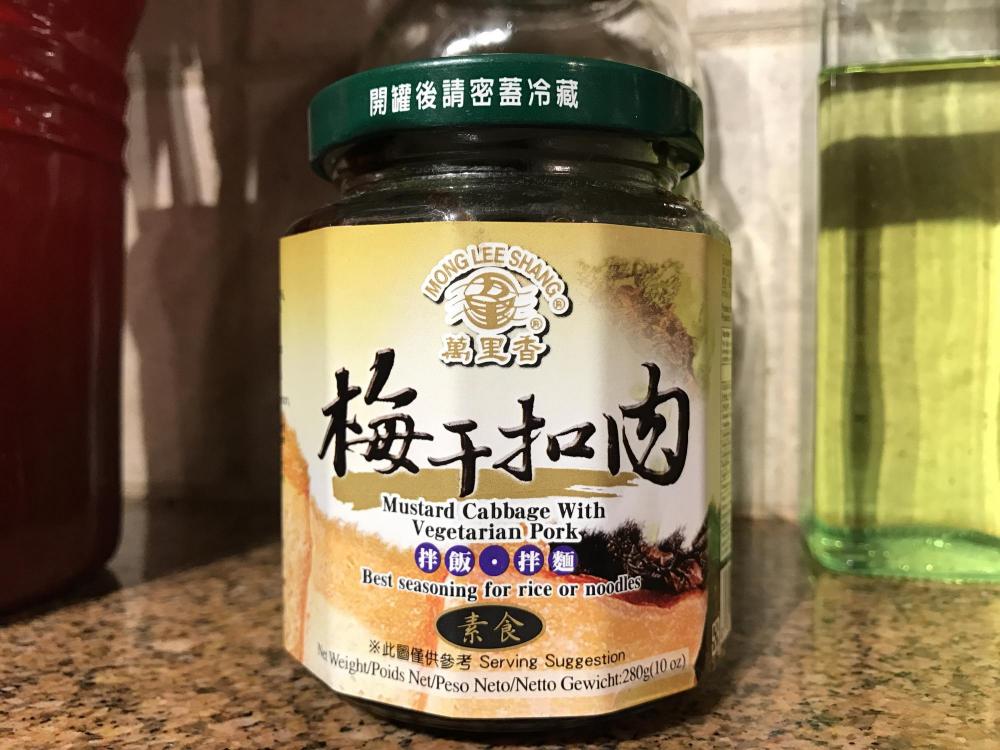 開罐後請密蓋冷藏
MONG LEE SHANG®
®
萬里香
梅干扣肉
Mustard Cabbage With
Vegetarian Pork
拌飯·拌麵
Best seasoning for rice or noodles
素食
※此圖僅供參考 Serving Suggestion
Net Weight/Poids Net/Peso Neto/Netto Gewicht:280g(10 oz)